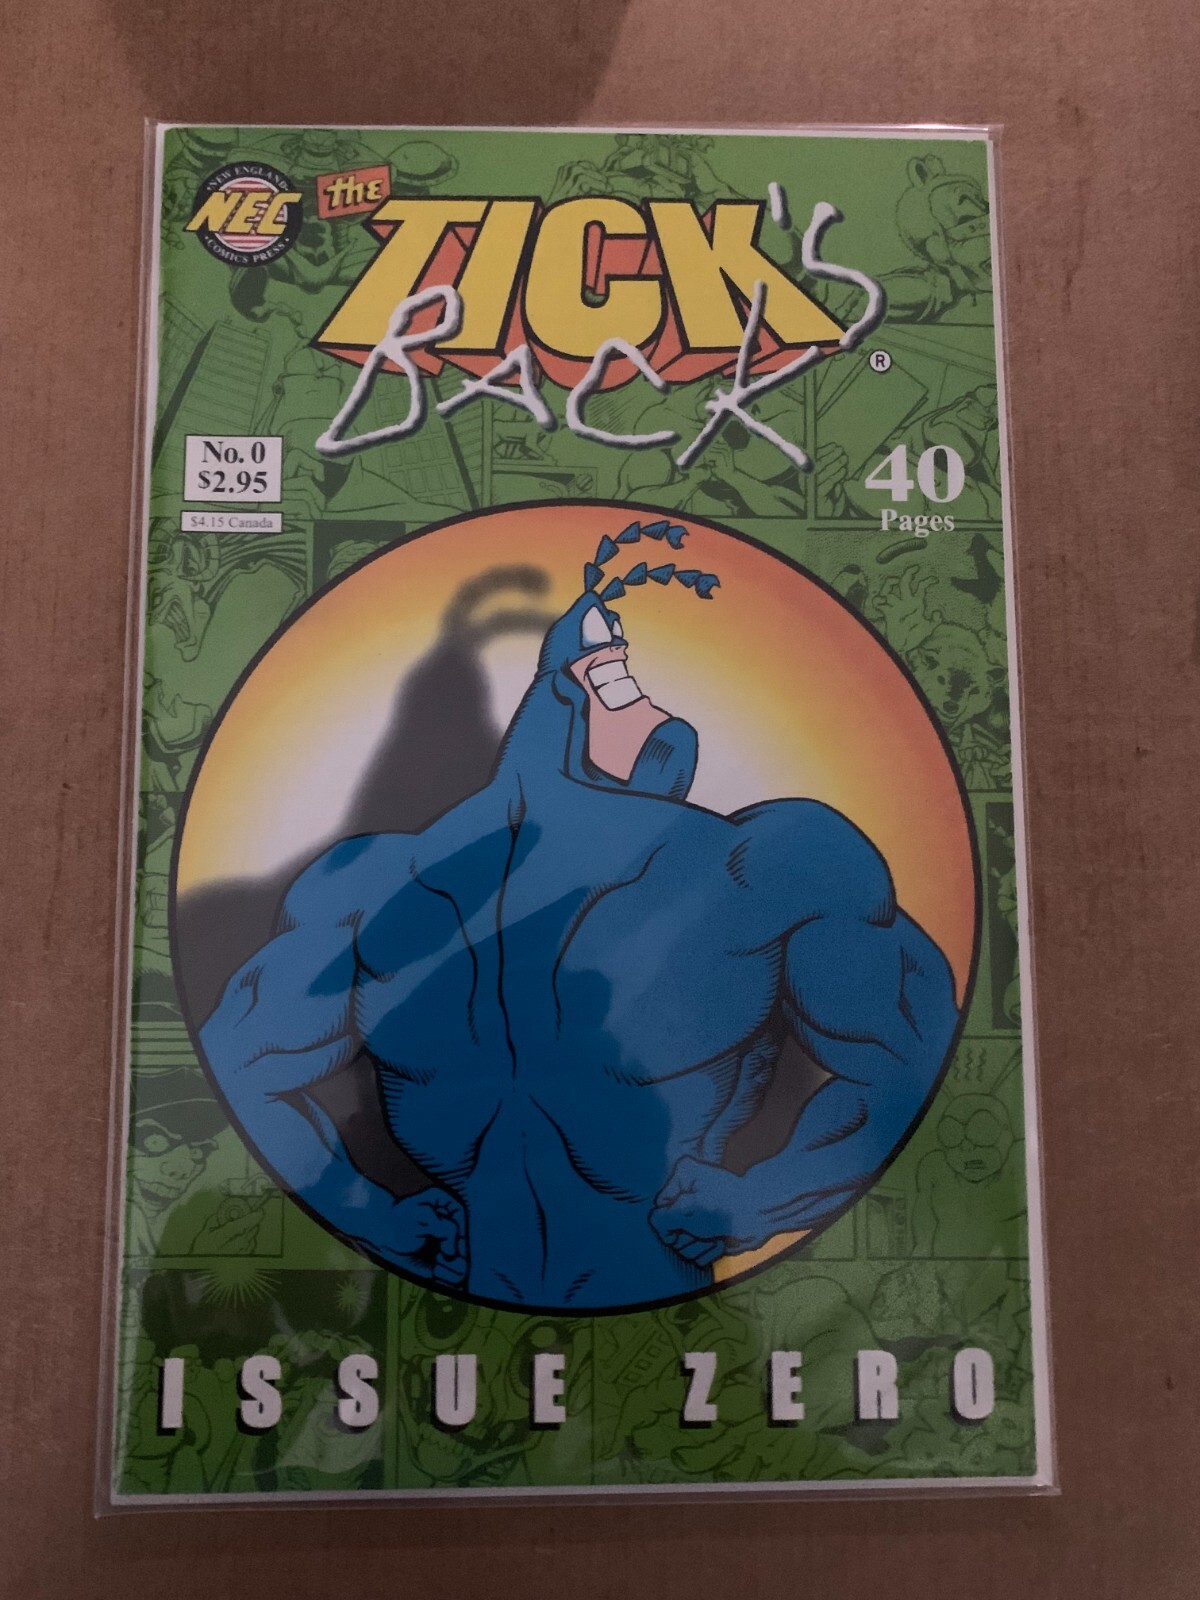 NEW ENGLAND
NEC
COMICS PRESS
the
TICK'S
BACK
®
No. 0
$2.95
$4.15 Canada
40
Pages
ISSUE ZERO